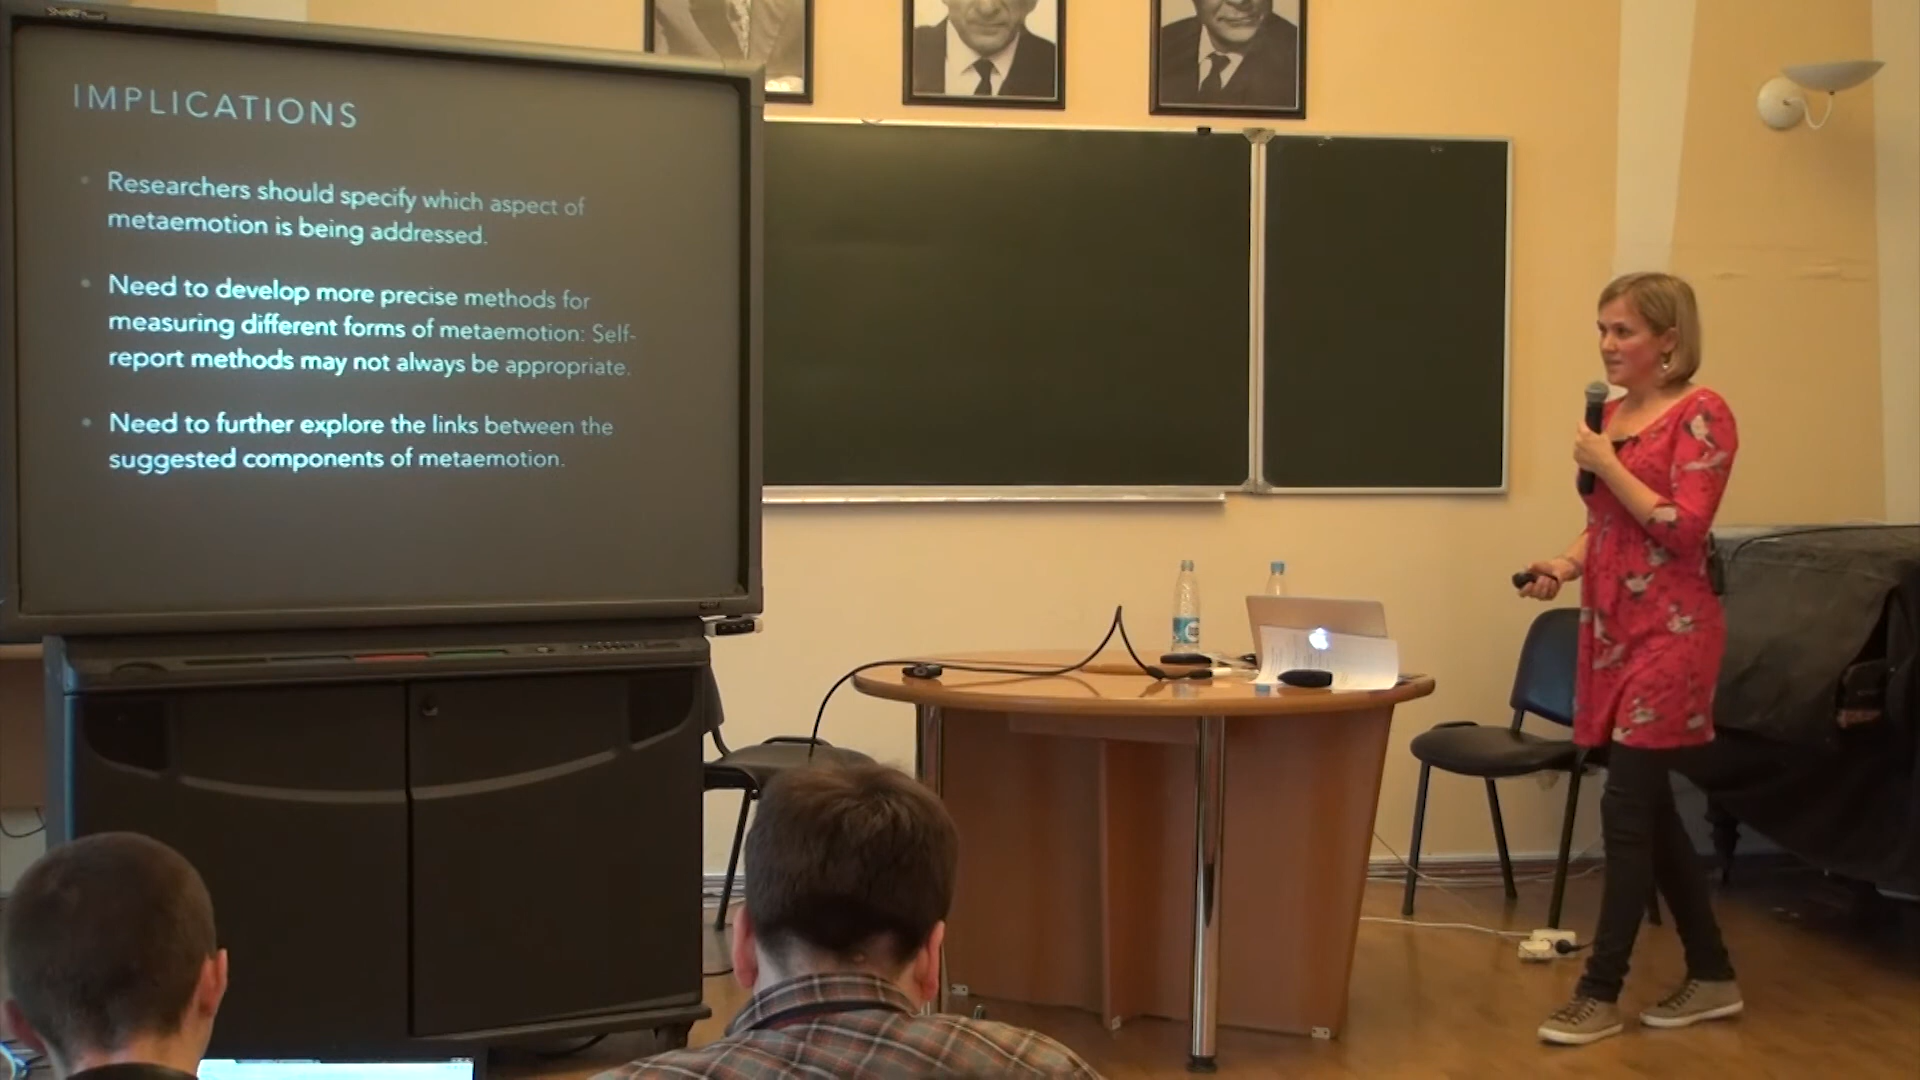 IMPLICATIONS
• Researchers should specify which aspect of
metaemotion is being addressed.
• Need to develop more precise methods for
measuring different forms of metaemotion: Self-
report methods may not always be appropriate.
• Need to further explore the links between the
suggested components of metaemotion.